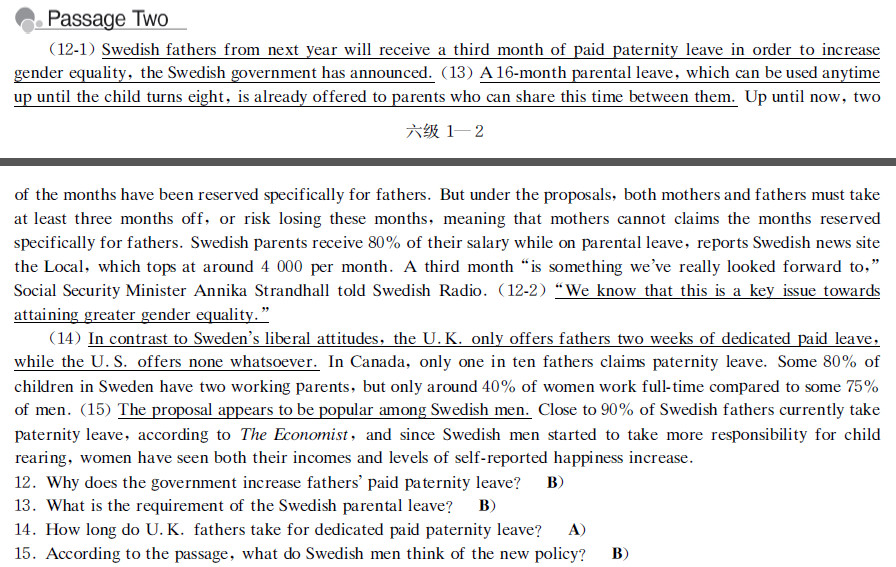 Passage Two
(12-1) Swedish fathers from next year will receive a third month of paid paternity leave in order to increase
gender equality, the Swedish government has announced. (13) A 16-month parental leave, which can be used anytime
up until the child turns eight, is already offered to parents who can share this time between them. Up until now, two
六级 1—2
of the months have been reserved specifically for fathers. But under the proposals, both mothers and fathers must take
at least three months off, or risk losing these months, meaning that mothers cannot claims the months reserved
specifically for fathers. Swedish parents receive 80% of their salary while on parental leave, reports Swedish news site
the Local, which tops at around 4 000 per month. A third month “is something we’ve really looked forward to,”
Social Security Minister Annika Strandhall told Swedish Radio. (12-2) “We know that this is a key issue towards
attaining greater gender equality.”
(14) In contrast to Sweden’s liberal attitudes, the U.K. only offers fathers two weeks of dedicated paid leave,
while the U.S. offers none whatsoever. In Canada, only one in ten fathers claims paternity leave. Some 80% of
children in Sweden have two working parents, but only around 40% of women work full-time compared to some 75%
of men. (15) The proposal appears to be popular among Swedish men. Close to 90% of Swedish fathers currently take
paternity leave, according to The Economist, and since Swedish men started to take more responsibility for child
rearing, women have seen both their incomes and levels of self-reported happiness increase.
12. Why does the government increase fathers’ paid paternity leave? B)
13. What is the requirement of the Swedish parental leave? B)
14. How long do U.K. fathers take for dedicated paid paternity leave? A)
15. According to the passage, what do Swedish men think of the new policy? B)